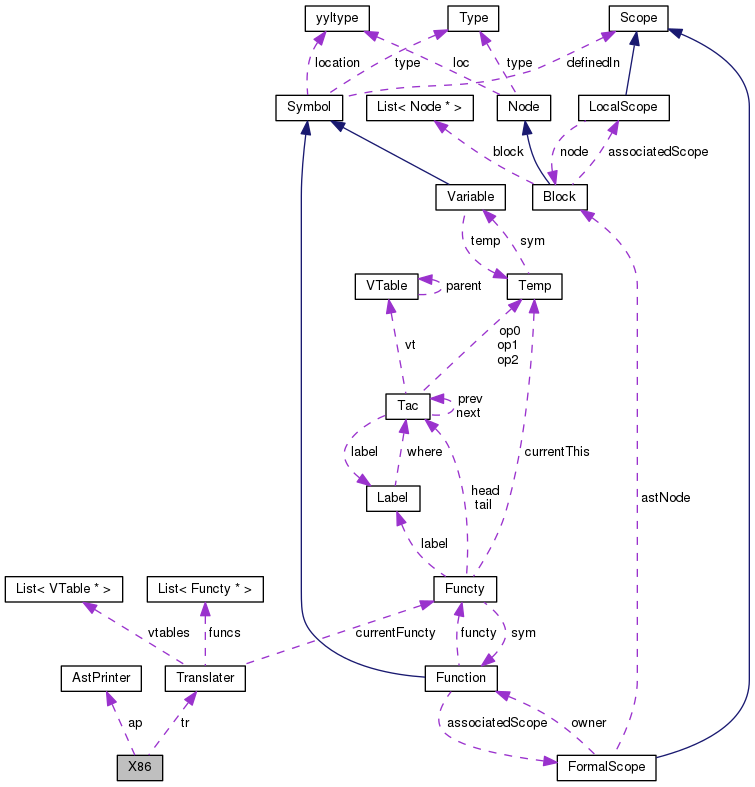 yyltype
Type
Scope
location
type
loc
type
definedIn
Symbol
List< Node * >
Node
LocalScope
block
node
associatedScope
Variable
Block
temp
sym
VTable
parent
Temp
vt
op0
op1
op2
Tac
prev
next
label
where
currentThis
Label
head
tail
astNode
label
List< VTable * >
List< Functy * >
Functy
vtables
funcs
currentFuncty
functy
sym
AstPrinter
Translater
Function
ap
tr
associatedScope
owner
X86
FormalScope